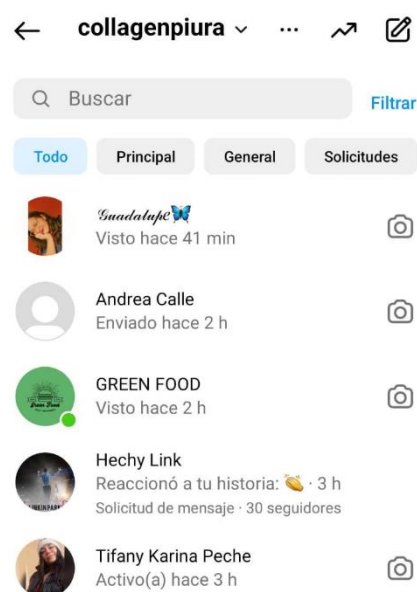 collagenpiura
Buscar
Filtrar
Todo Principal General Solicitudes
𝒢𝓊𝒶𝒹𝒶𝓁𝓊𝓅𝑒🦋
Visto hace 41 min
Andrea Calle
Enviado hace 2 h
GREEN FOOD
Visto hace 2 h
Hechy Link
Reaccionó a tu historia: 👏 · 3 h
Solicitud de mensaje · 30 seguidores
Tifany Karina Peche
Activo(a) hace 3 h